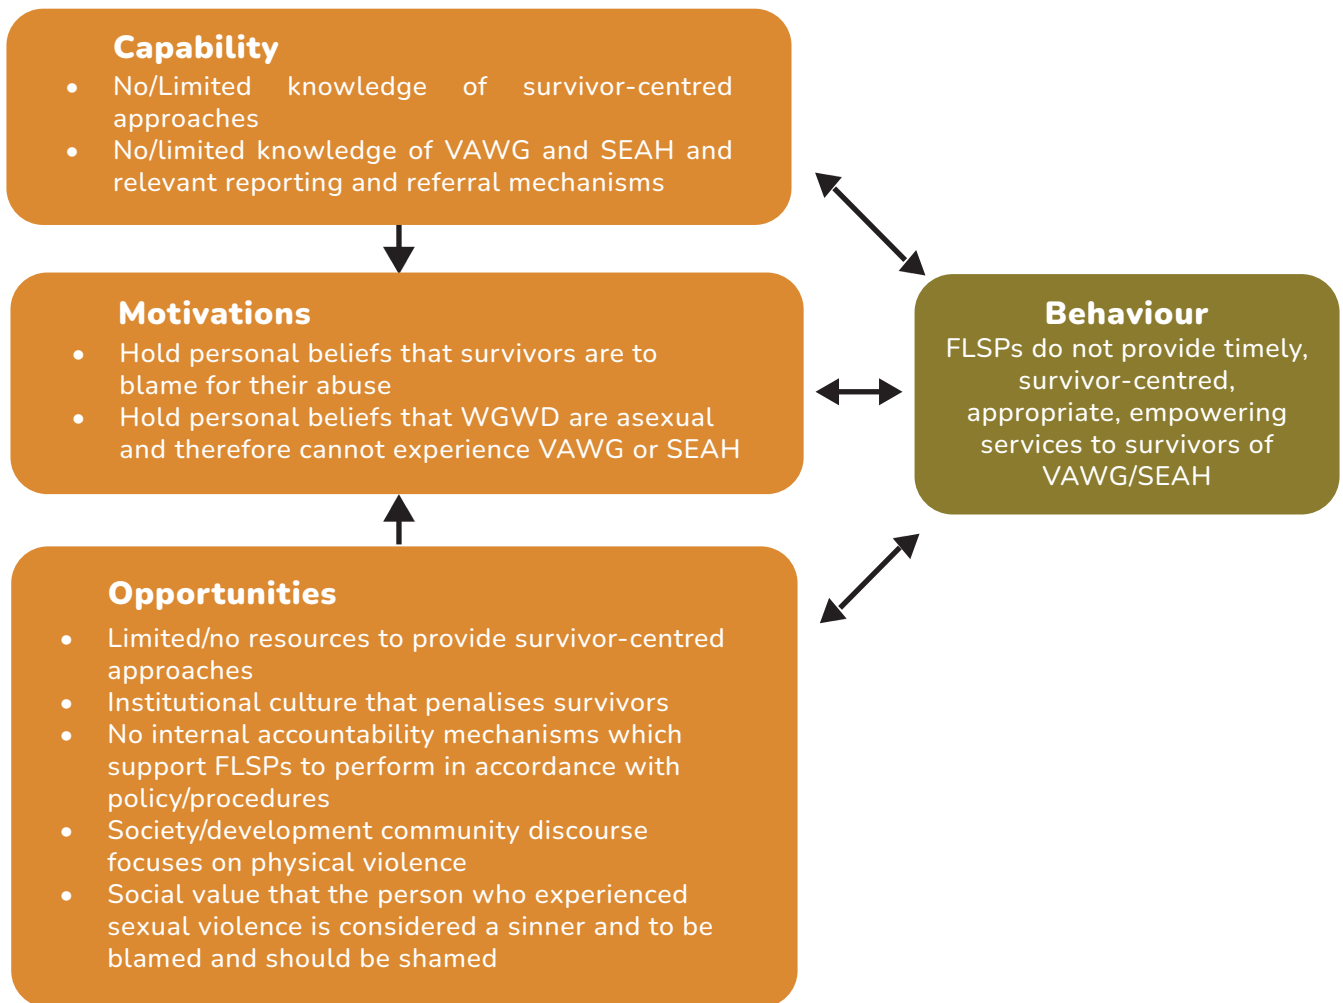 Capability
• No/Limited knowledge of survivor-centred
approaches
• No/limited knowledge of VAWG and SEAH and
relevant reporting and referral mechanisms
Motivations
• Hold personal beliefs that survivors are to
blame for their abuse
• Hold personal beliefs that WGWD are asexual
and therefore cannot experience VAWG or SEAH
Behaviour
FLSPs do not provide timely,
survivor-centred,
appropriate, empowering
services to survivors of
VAWG/SEAH
Opportunities
• Limited/no resources to provide survivor-centred
approaches
• Institutional culture that penalises survivors
• No internal accountability mechanisms which
support FLSPs to perform in accordance with
policy/procedures
• Society/development community discourse
focuses on physical violence
• Social value that the person who experienced
sexual violence is considered a sinner and to be
blamed and should be shamed